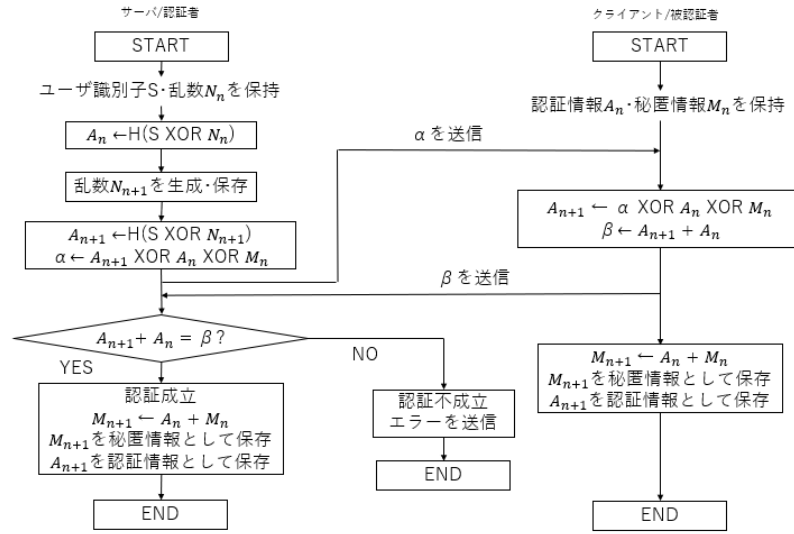 サーバ/認証者
START
ユーザ識別子S・乱数Nₙを保持
Aₙ ←H(S XOR Nₙ)
乱数Nₙ₊₁を生成・保存
Aₙ₊₁ ←H(S XOR Nₙ₊₁)
α ← Aₙ₊₁ XOR Aₙ XOR Mₙ
Aₙ₊₁+ Aₙ = β?
YES
NO
認証成立
Mₙ₊₁ ← Aₙ + Mₙ
Mₙ₊₁を秘匿情報として保存
Aₙ₊₁を認証情報として保存
END
認証不成立
エラーを送信
END
αを送信
βを送信
クライアント/被認証者
START
認証情報Aₙ・秘匿情報Mₙを保持
Aₙ₊₁ ← α XOR Aₙ XOR Mₙ
β ← Aₙ₊₁ + Aₙ
Mₙ₊₁ ← Aₙ + Mₙ
Mₙ₊₁を秘匿情報として保存
Aₙ₊₁を認証情報として保存
END